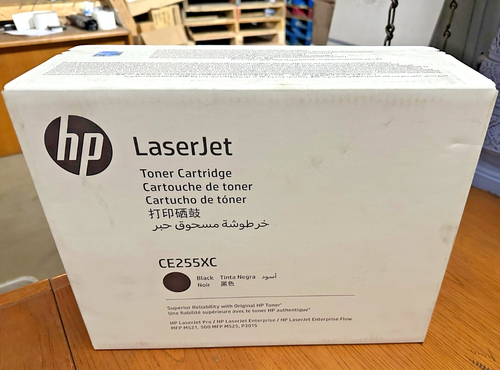 hp
LaserJet
Toner Cartridge
Cartouche de toner
Cartucho de tóner
打印硒鼓
خرطوشة مسحوق حبر
CE255XC
Black Tinta Negra أسود
Noir 黑色
Superior Reliability with Original HP Toner¹
Une fiabilité supérieure avec le toner HP authentique¹
HP LaserJet Pro / HP LaserJet Enterprise / HP LaserJet Enterprise Flow
MFP M521, 500 MFP M525, P3015